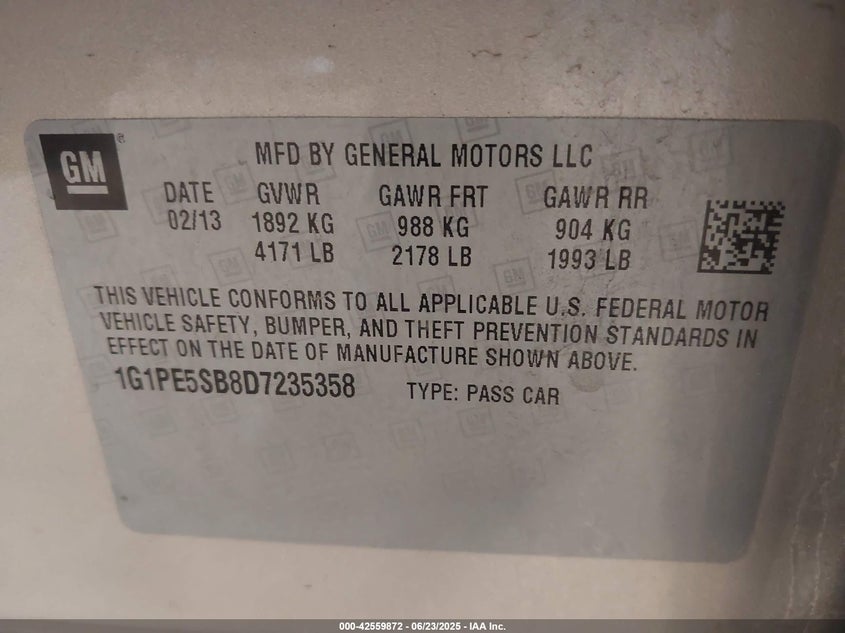 GM
MFD BY GENERAL MOTORS LLC
DATE GVWR GAWR FRT GAWR RR
02/13 1892 KG 988 KG 904 KG
4171 LB 2178 LB 1993 LB
THIS VEHICLE CONFORMS TO ALL APPLICABLE U.S. FEDERAL MOTOR
VEHICLE SAFETY, BUMPER, AND THEFT PREVENTION STANDARDS IN
EFFECT ON THE DATE OF MANUFACTURE SHOWN ABOVE.
1G1PE5SB8D7235358 TYPE: PASS CAR
000-42559872 - 06/23/2025 - IAA Inc.